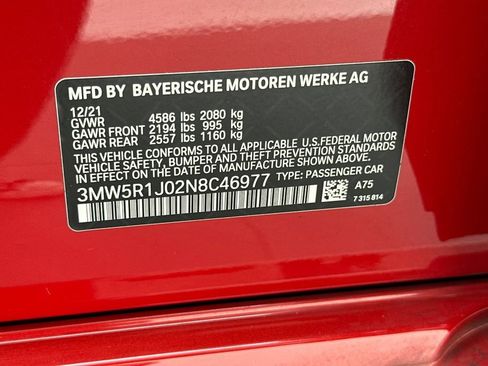 MFD BY BAYERISCHE MOTOREN WERKE AG
12/21
GVWR 4586 lbs 2080 kg
GAWR FRONT 2194 lbs 995 kg
GAWR REAR 2557 lbs 1160 kg
THIS VEHICLE CONFORMS TO ALL APPLICABLE U.S.FEDERAL MOTOR
VEHICLE SAFETY, BUMPER, AND THEFT PREVENTION STANDARDS
IN EFFECT ON THE DATE OF MANUFACTURE SHOWN ABOVE.
3MW5R1J02N8C46977
TYPE: PASSENGER CAR
A75
7 315 814